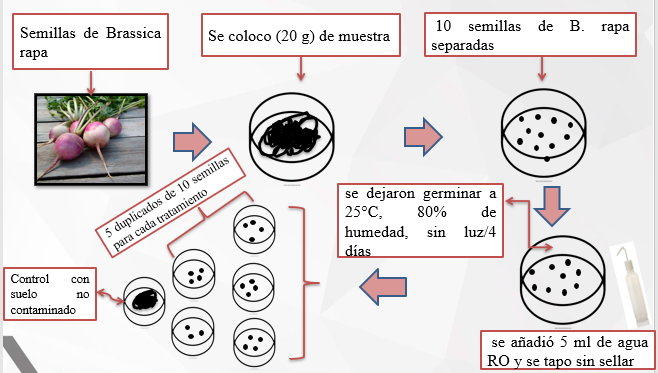 Semillas de Brassica
rapa
Se coloco (20 g) de muestra
10 semillas de B. rapa
separadas
5 duplicados de 10 semillas
para cada tratamiento
se dejaron germinar a
25°C, 80% de
humedad, sin luz/4
días
Control con
suelo no
contaminado
se añadió 5 ml de agua
RO y se tapo sin sellar